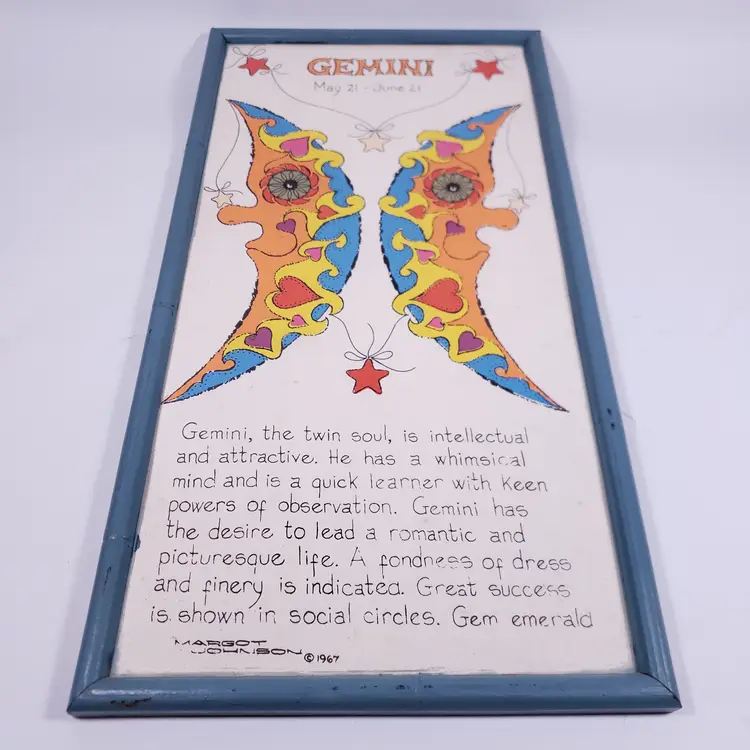 GEMINI
May 21 - June 21
Gemini, the twin soul, is intellectual
and attractive. He has a whimsical
mind and is a quick learner with keen
powers of observation. Gemini has
the desire to lead a romantic and
picturesque life. A fondness of dress
and finery is indicated. Great success
is shown in social circles. Gem emerald
MARGOT
JOHNSON © 1967